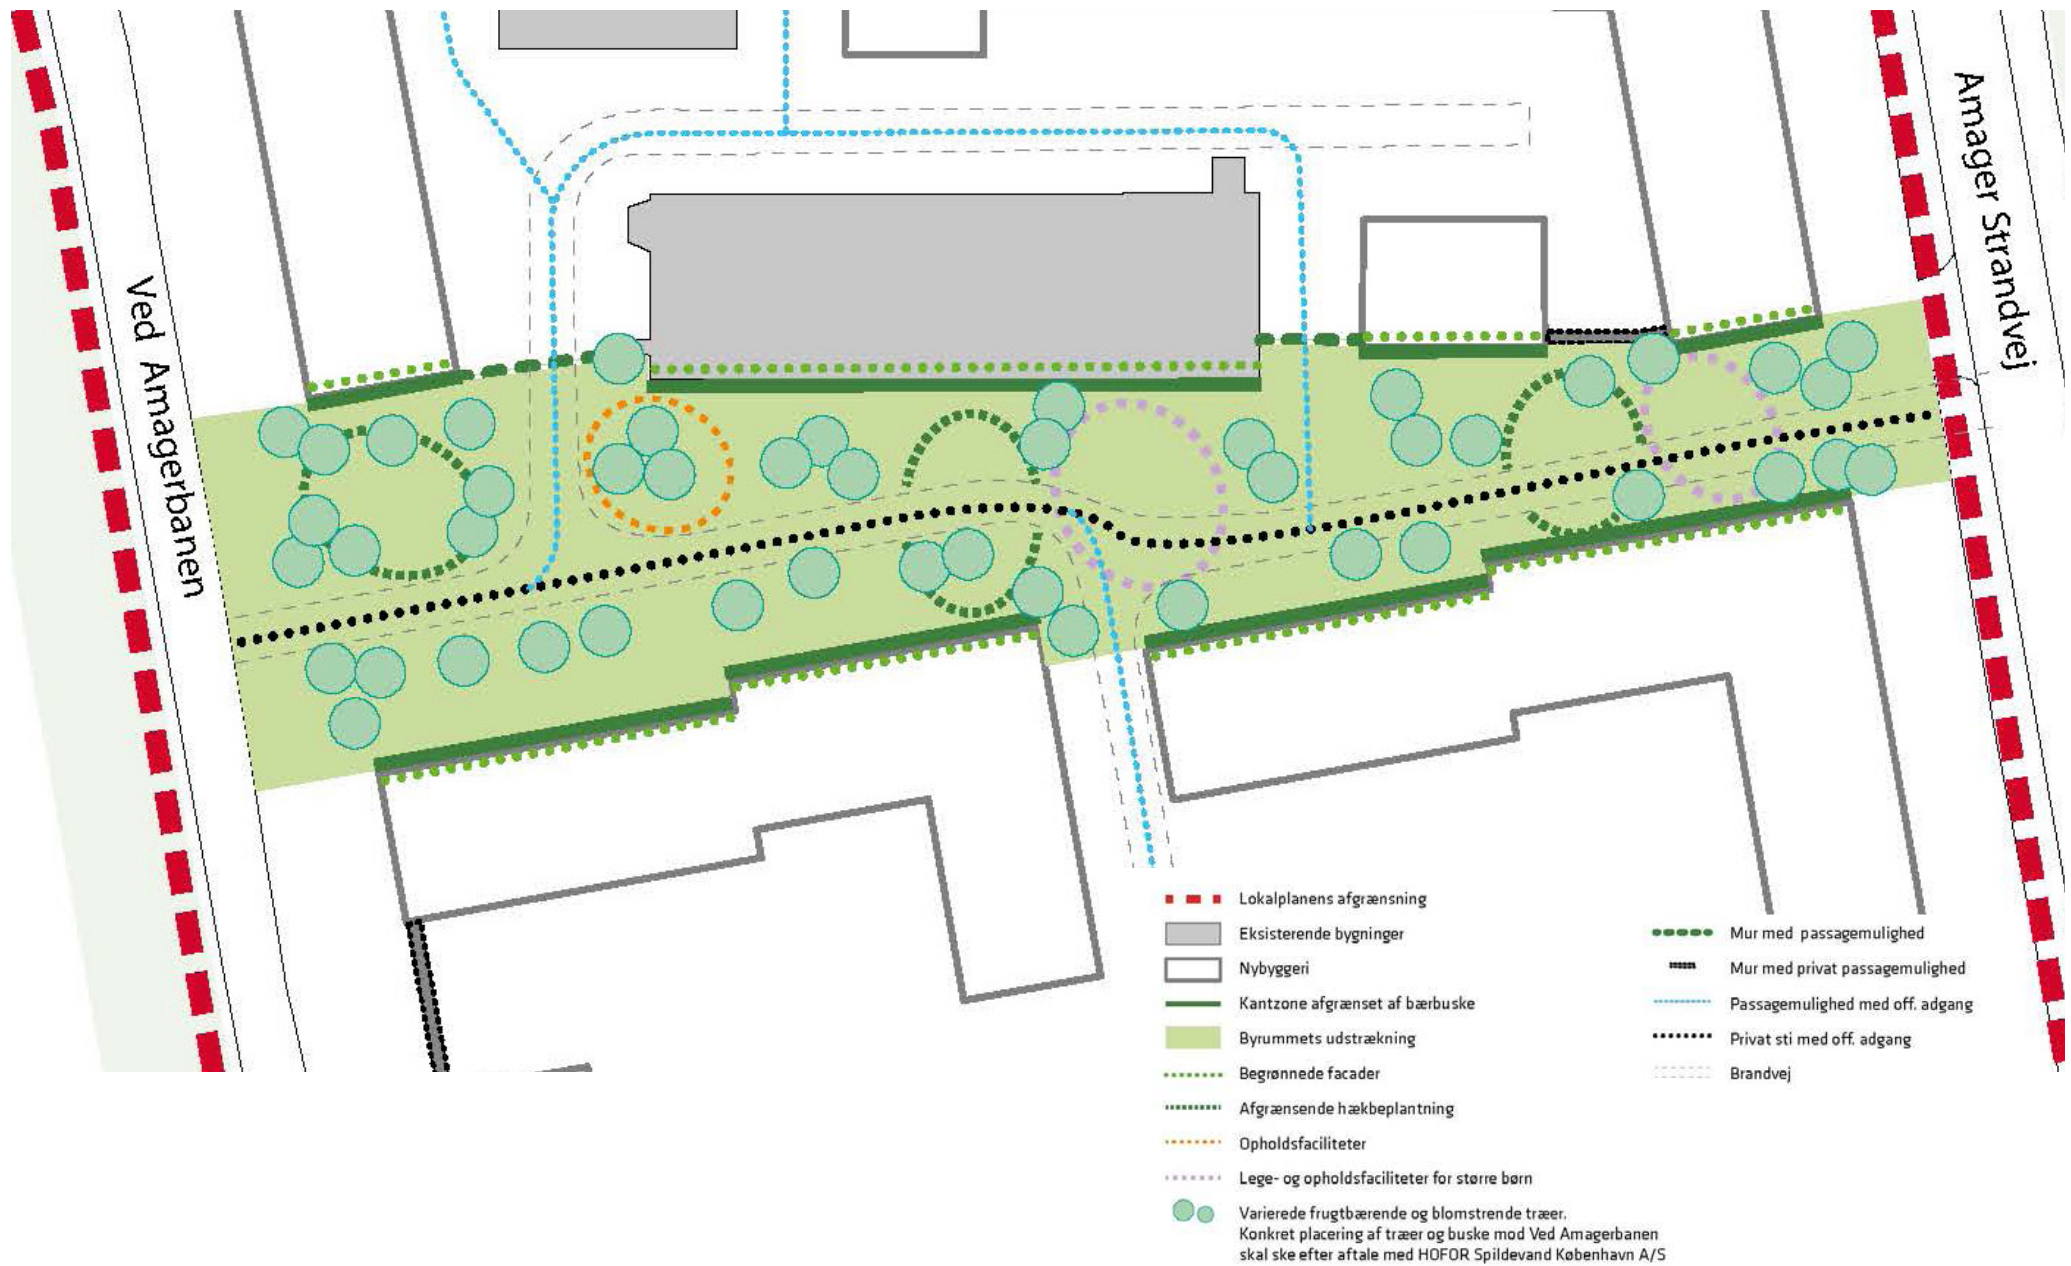 Ved Amagerbanen
Amager Strandvej
Lokalplanens afgrænsning
Eksisterende bygninger
Nybyggeri
Kantzone afgrænset af bærbuske
Byrummets udstrækning
Begrønnede facader
Afgrænsende hækbeplantning
Opholdsfaciliteter
Lege- og opholdsfaciliteter for større børn
Varierede frugtbærende og blomstrende træer.
Konkret placering af træer og buske mod Ved Amagerbanen
skal ske efter aftale med HOFOR Spildevand København A/S
Mur med passagemulighed
Mur med privat passagemulighed
Passagemulighed med off. adgang
Privat sti med off. adgang
Brandvej